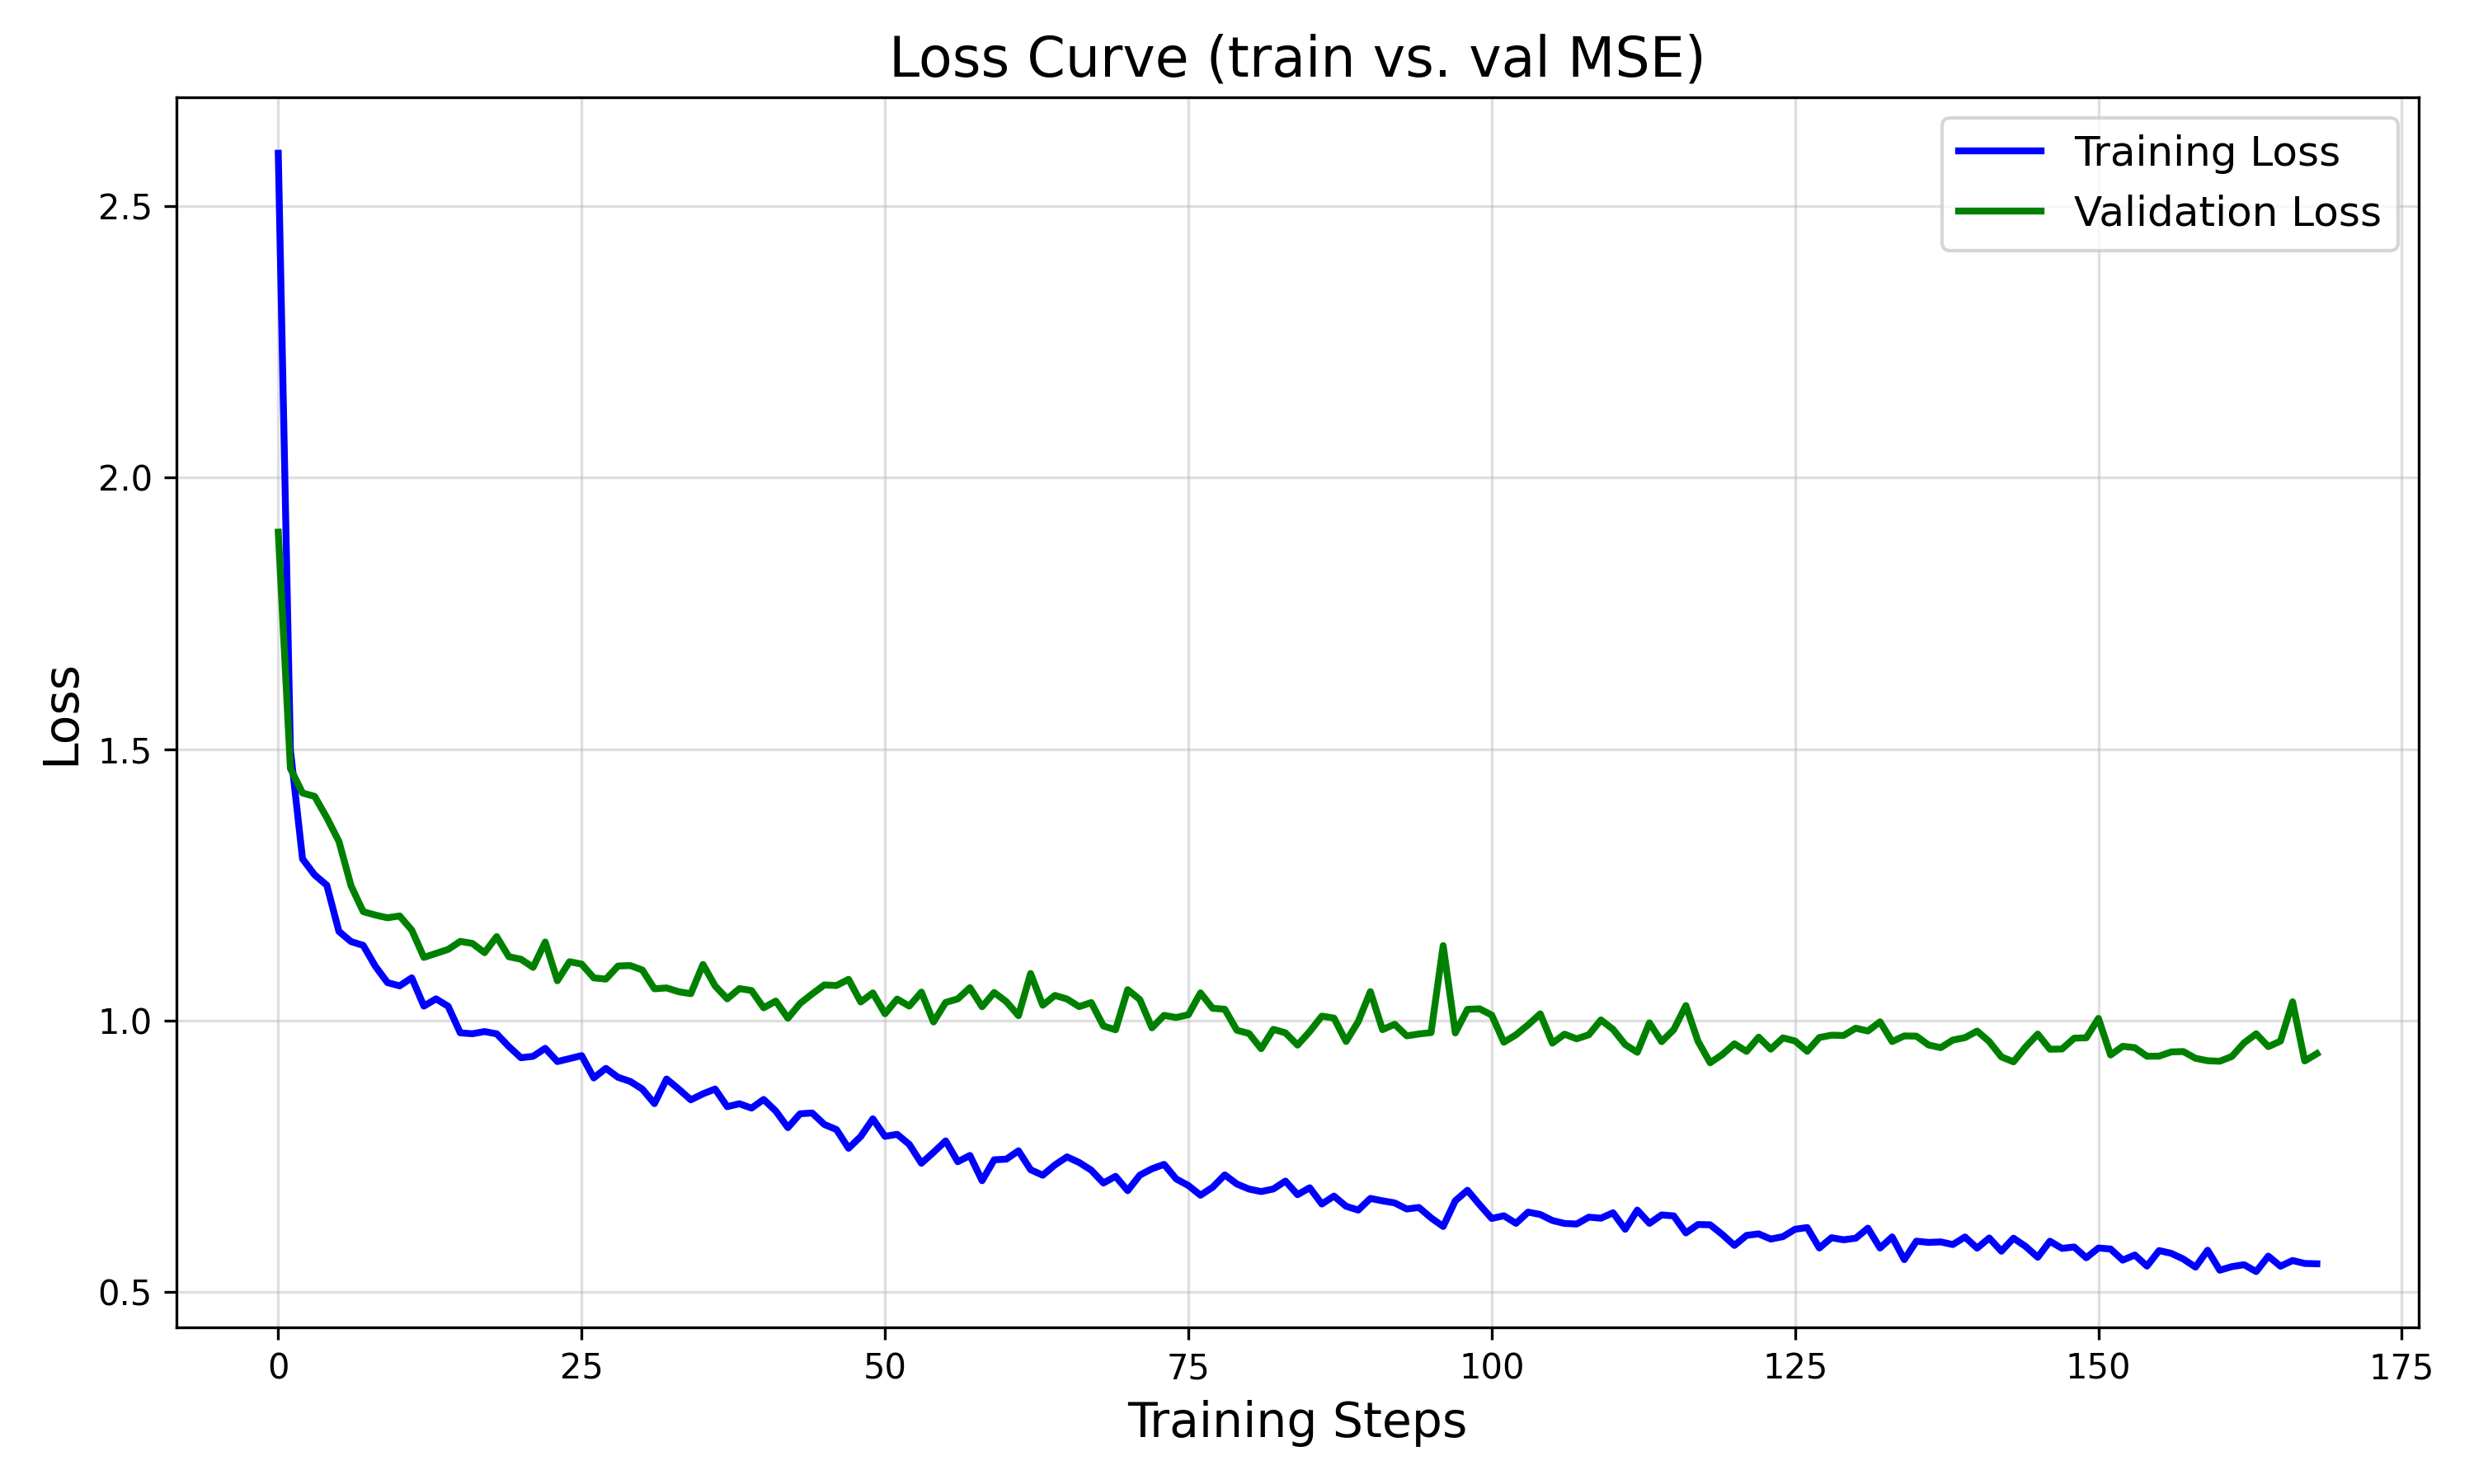 Loss Curve (train vs. val MSE)
Training Loss
Validation Loss
2.5
2.0
1.5
1.0
0.5
Loss
0 25 50 75 100 125 150 175
Training Steps